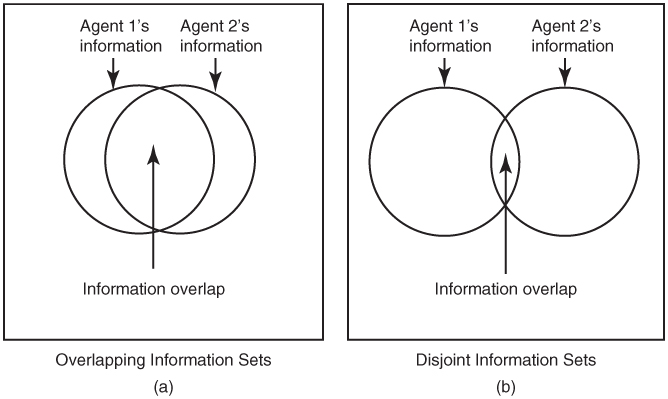 Agent 1's
information
Agent 2's
information
Information overlap
Overlapping Information Sets
(a)
Agent 1's
information
Agent 2's
information
Information overlap
Disjoint Information Sets
(b)